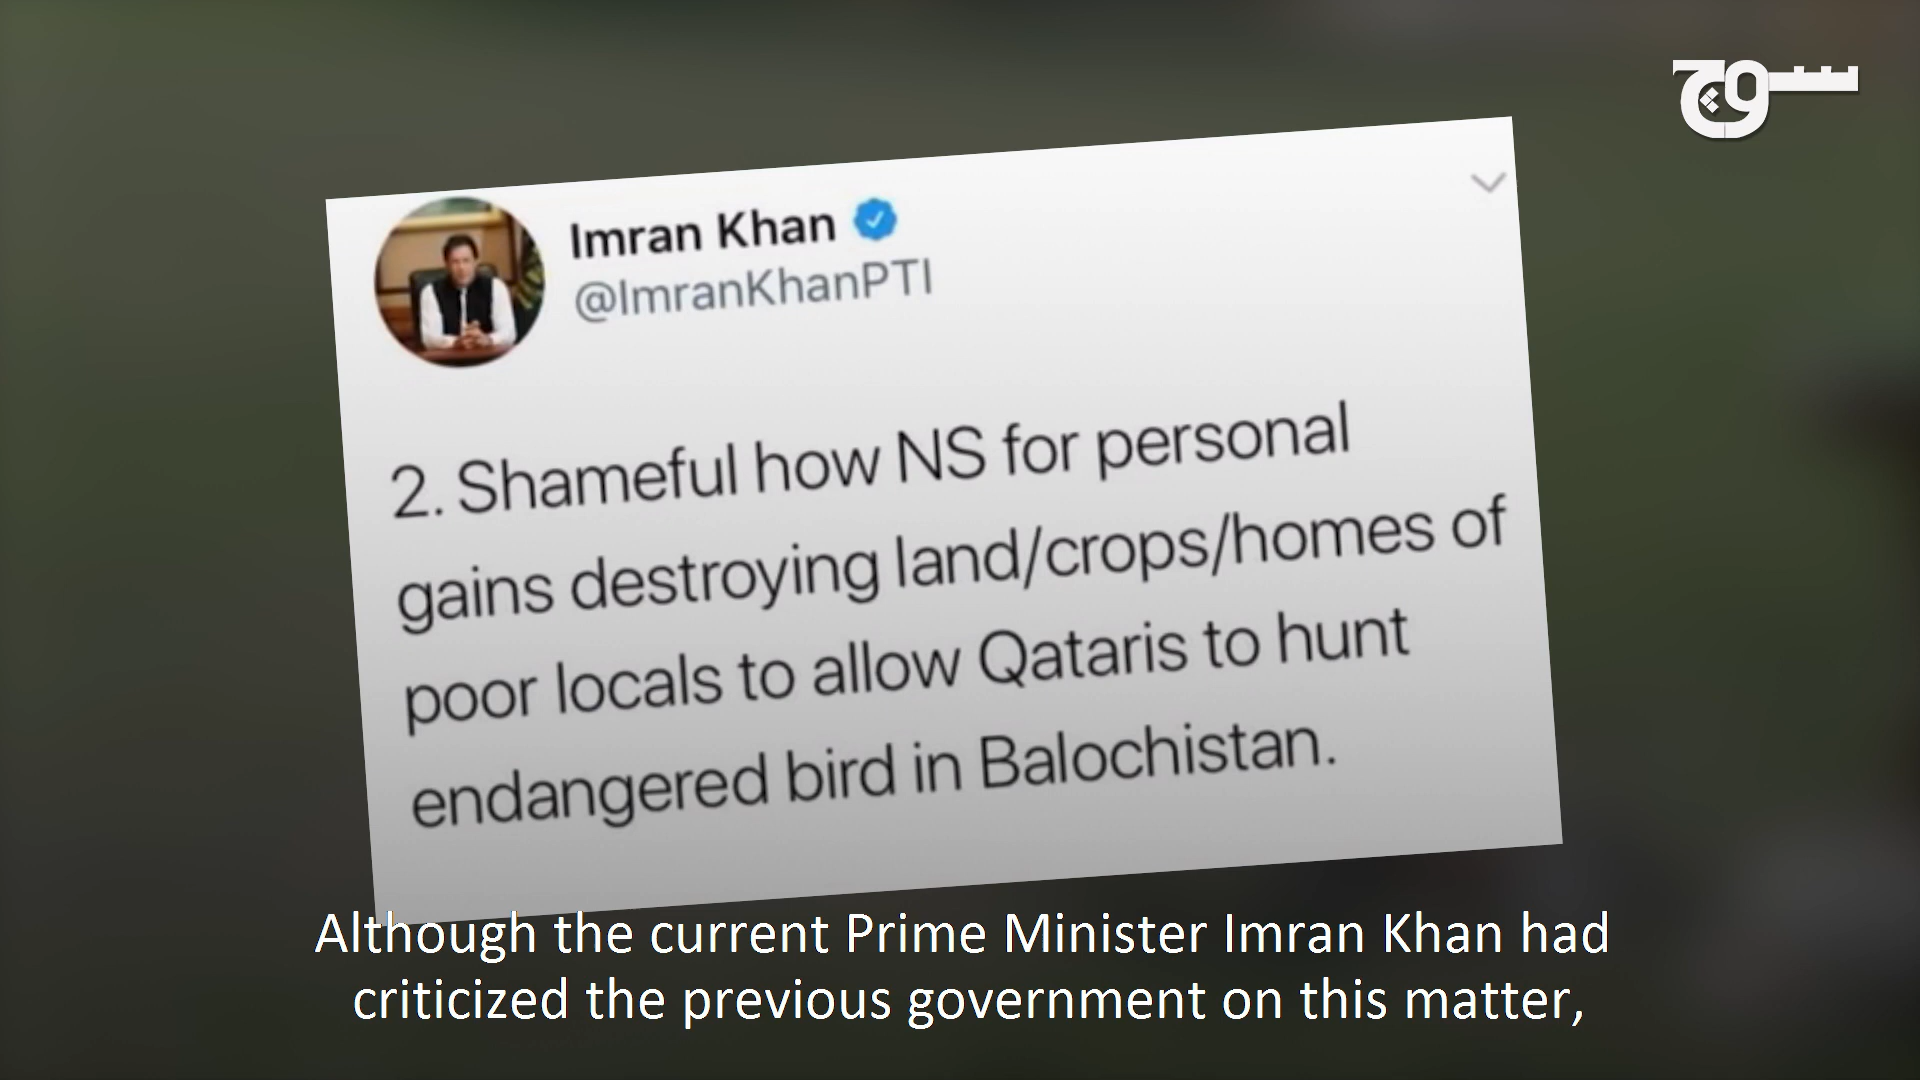 سوچ
Imran Khan
@ImranKhanPTI
2. Shameful how NS for personal
gains destroying land/crops/homes of
poor locals to allow Qataris to hunt
endangered bird in Balochistan.
Although the current Prime Minister Imran Khan had
criticized the previous government on this matter,